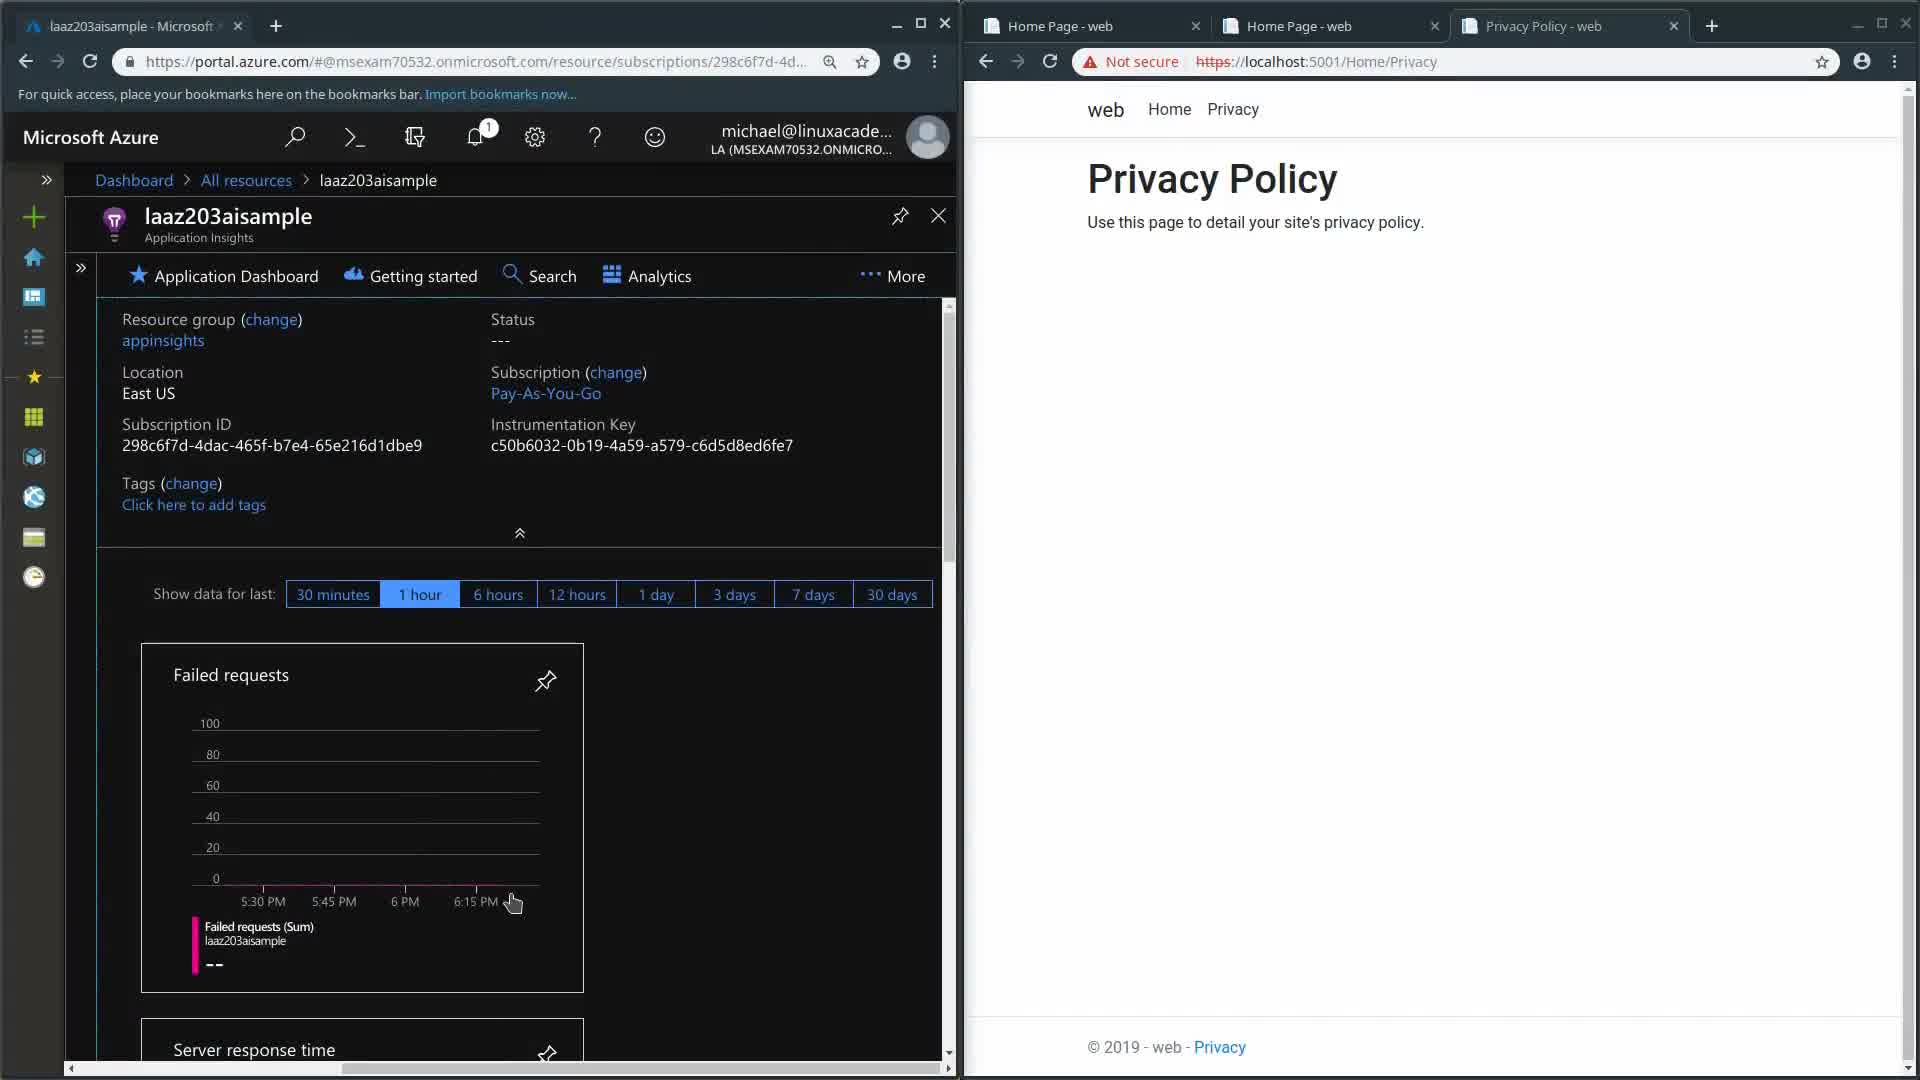 laaz203aisample - Microsoft
https://portal.azure.com/#@msexam70532.onmicrosoft.com/resource/subscriptions/298c6f7d-4d...
For quick access, place your bookmarks here on the bookmarks bar. Import bookmarks now...
Microsoft Azure
1
michael@linuxacade...
LA (MSEXAM70532.ONMICRO...
Dashboard > All resources > laaz203aisample
laaz203aisample
Application Insights
Application Dashboard
Getting started
Search
Analytics
More
Resource group (change)
appinsights
Status
---
Location
East US
Subscription (change)
Pay-As-You-Go
Subscription ID
298c6f7d-4dac-465f-b7e4-65e216d1dbe9
Instrumentation Key
c50b6032-0b19-4a59-a579-c6d5d8ed6fe7
Tags (change)
Click here to add tags
Show data for last:
30 minutes
1 hour
6 hours
12 hours
1 day
3 days
7 days
30 days
Failed requests
100
80
60
40
20
0
5:30 PM
5:45 PM
6 PM
6:15 PM
Failed requests (Sum)
laaz203aisample
--
Server response time
Home Page - web
Home Page - web
Privacy Policy - web
Not secure
https://localhost:5001/Home/Privacy
web
Home
Privacy
Privacy Policy
Use this page to detail your site's privacy policy.
© 2019 - web - Privacy